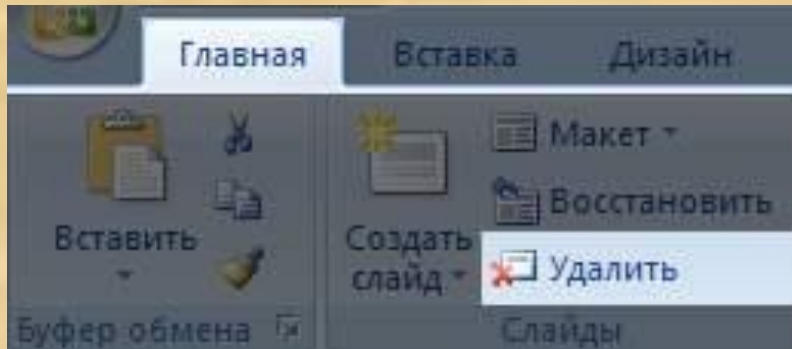 Главная Вставка Дизайн
Макет
Восстановить
Вставить
Создать слайд
Удалить
Буфер обмена Слайды